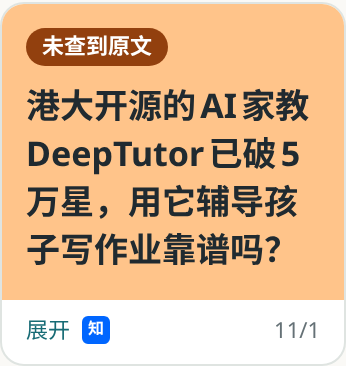 未查到原文
港大开源的AI家教
DeepTutor已破5
万星，用它辅导孩
子写作业靠谱吗？
展开 知 11/1